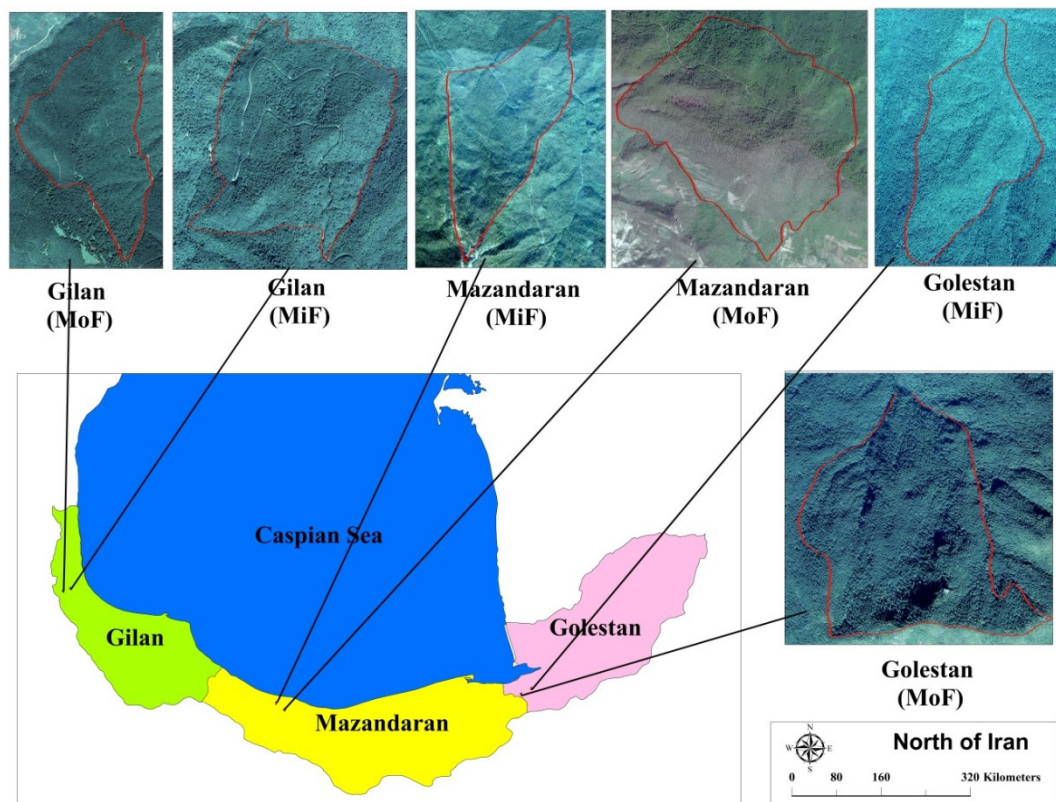 Gilan
(MoF)
Gilan
(MiF)
Mazandaran
(MiF)
Mazandaran
(MoF)
Golestan
(MiF)
Caspian Sea
Gilan
Mazandaran
Golestan
Golestan
(MoF)
N
W E
S
North of Iran
0 80 160 320 Kilometers